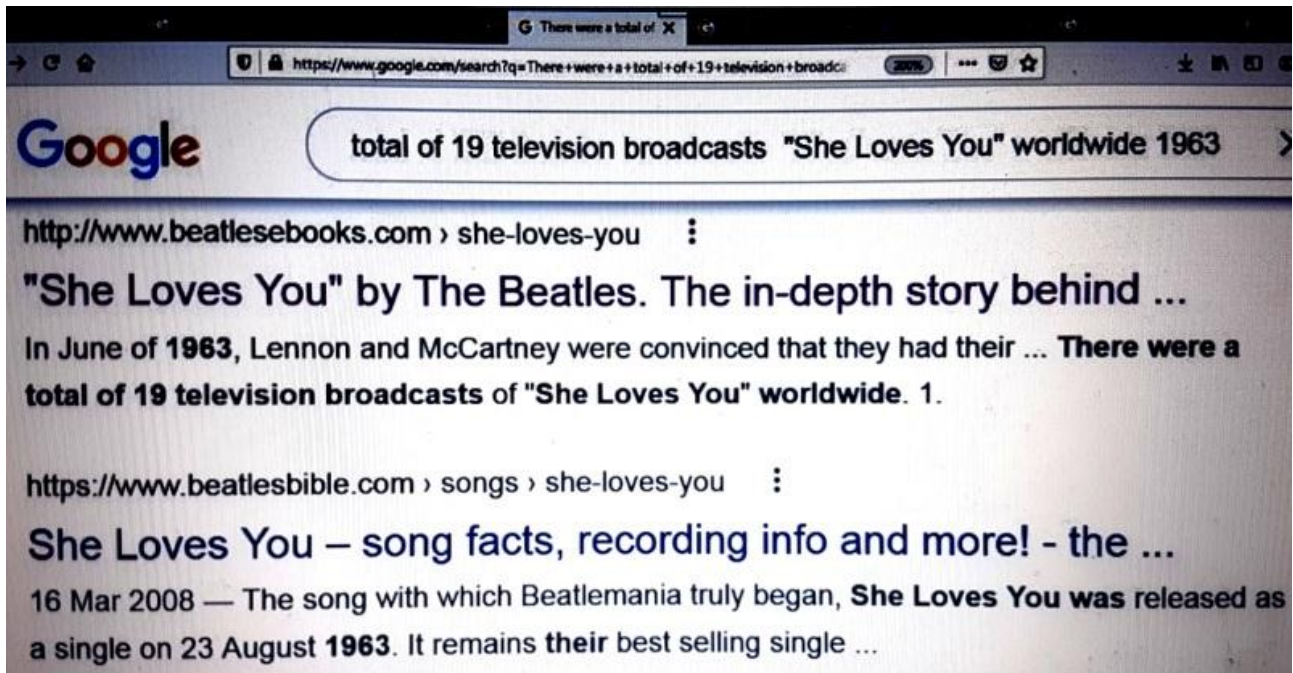 G There were a total of X
https://www.google.com/search?q=There+were+a+total+of+19+television+broadca 200%
Google
total of 19 television broadcasts "She Loves You" worldwide 1963
http://www.beatlesebooks.com › she-loves-you
"She Loves You" by The Beatles. The in-depth story behind ...
In June of 1963, Lennon and McCartney were convinced that they had their ... There were a
total of 19 television broadcasts of "She Loves You" worldwide. 1.
https://www.beatlesbible.com › songs › she-loves-you
She Loves You – song facts, recording info and more! - the ...
16 Mar 2008 — The song with which Beatlemania truly began, She Loves You was released as
a single on 23 August 1963. It remains their best selling single ...